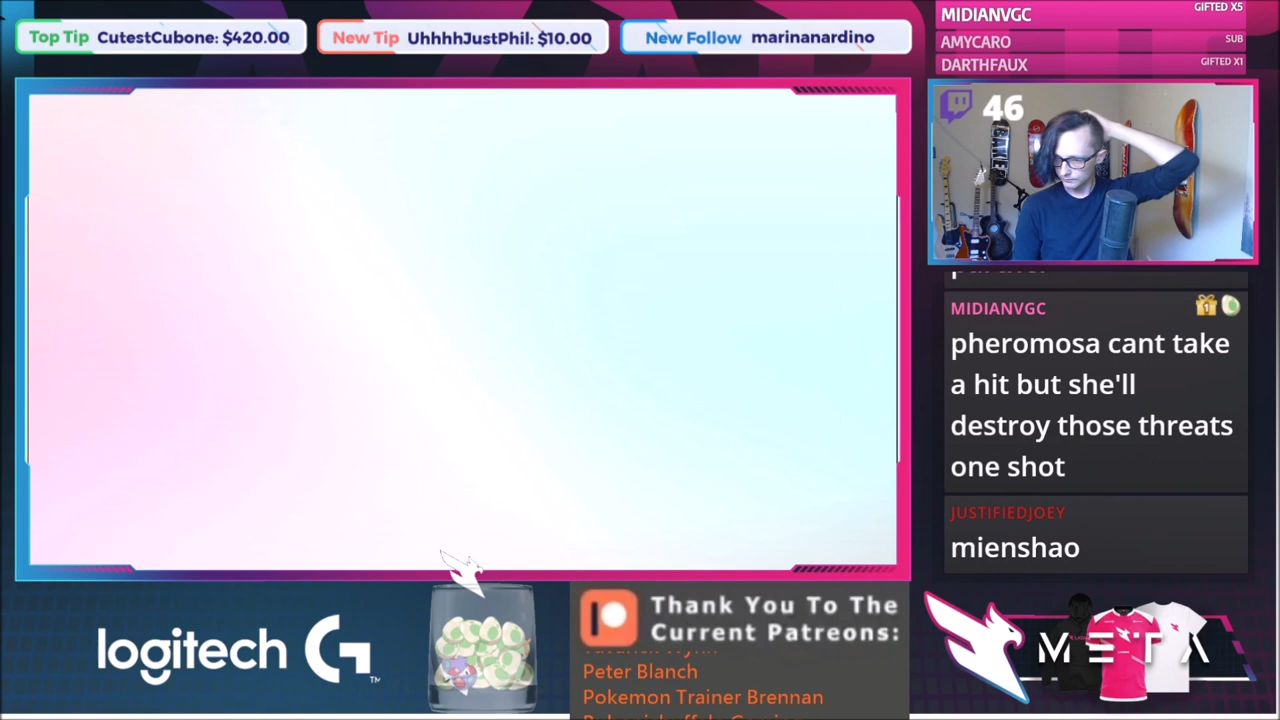 Top Tip CutestCubone: $420.00
New Tip UhhhhJustPhil: $10.00
New Follow marinanardino
MIDIANVGC GIFTED X5
AMYCARO SUB
DARTHFAUX GIFTED X1
46
MIDIANVGC
pheromosa cant take
a hit but she'll
destroy those threats
one shot
JUSTIFIEDJOEY
mienshao
logitech G TM
Thank You To The
Current Patreons:
Peter Blanch
Pokemon Trainer Brennan
META